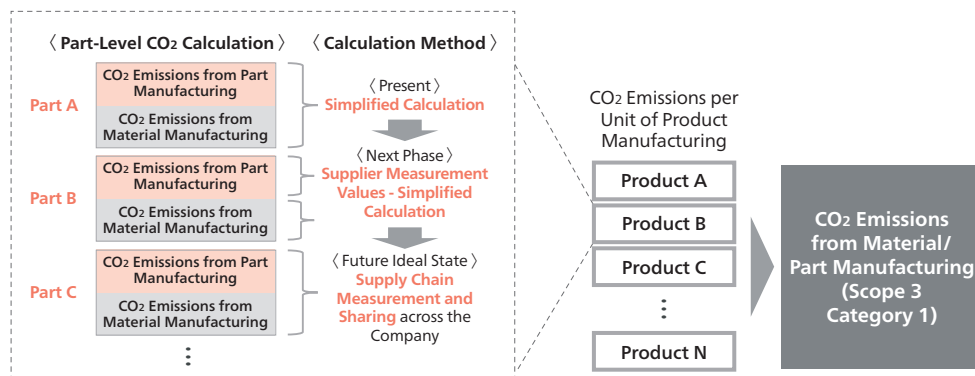 〈 Part-Level CO2 Calculation 〉
〈 Calculation Method 〉
Part A
CO2 Emissions from Part
Manufacturing
CO2 Emissions from
Material Manufacturing
〈 Present 〉
Simplified Calculation
Part B
CO2 Emissions from Part
Manufacturing
CO2 Emissions from
Material Manufacturing
〈 Next Phase 〉
Supplier Measurement
Values - Simplified
Calculation
Part C
CO2 Emissions from Part
Manufacturing
CO2 Emissions from
Material Manufacturing
〈 Future Ideal State 〉
Supply Chain
Measurement and
Sharing across the
Company
CO2 Emissions per
Unit of Product
Manufacturing
Product A
Product B
Product C
Product N
CO2 Emissions
from Material/
Part Manufacturing
(Scope 3
Category 1)